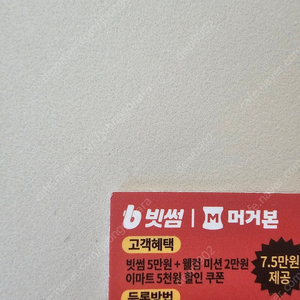 빗썸 | M 머거본
고객혜택
빗썸 5만원 + 웰컴 미션 2만원
이마트 5천원 할인 쿠폰
7.5만원
제공
등록방법